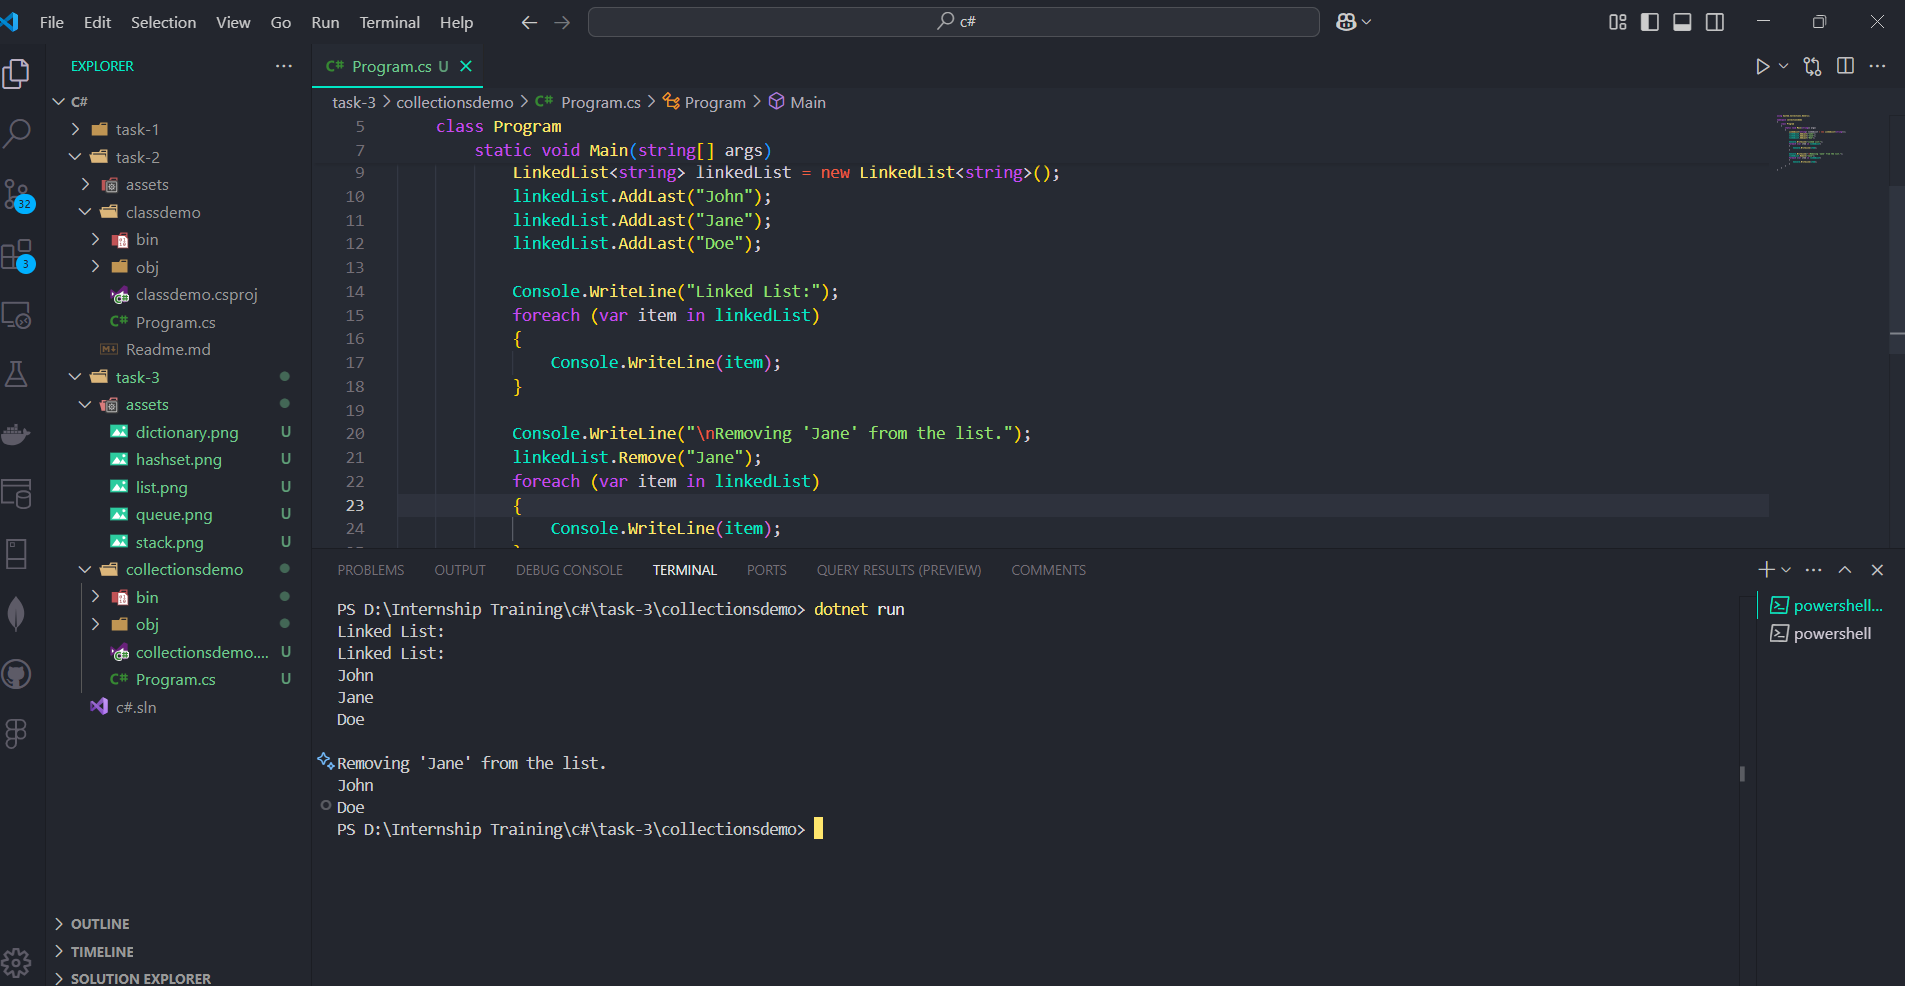 File Edit Selection View Go Run Terminal Help
c#
EXPLORER
C#
task-1
task-2
assets
classdemo
bin
obj
classdemo.csproj
C# Program.cs
Readme.md
task-3
assets
dictionary.png U
hashset.png U
list.png U
queue.png U
stack.png U
collectionsdemo
bin
obj
collectionsdemo.... U
C# Program.cs U
c#.sln
OUTLINE
TIMELINE
SOLUTION EXPLORER
32
3
C# Program.cs U
task-3 > collectionsdemo > C# Program.cs > Program > Main
5 class Program
7 static void Main(string[] args)
9 LinkedList<string> linkedList = new LinkedList<string>();
10 linkedList.AddLast("John");
11 linkedList.AddLast("Jane");
12 linkedList.AddLast("Doe");
13
14 Console.WriteLine("Linked List:");
15 foreach (var item in linkedList)
16 {
17 Console.WriteLine(item);
18 }
19
20 Console.WriteLine("\nRemoving 'Jane' from the list.");
21 linkedList.Remove("Jane");
22 foreach (var item in linkedList)
23 {
24 Console.WriteLine(item);
PROBLEMS OUTPUT DEBUG CONSOLE TERMINAL PORTS QUERY RESULTS (PREVIEW) COMMENTS
PS D:\Internship Training\c#\task-3\collectionsdemo> dotnet run
Linked List:
Linked List:
John
Jane
Doe
Removing 'Jane' from the list.
John
Doe
PS D:\Internship Training\c#\task-3\collectionsdemo>
powershell...
powershell